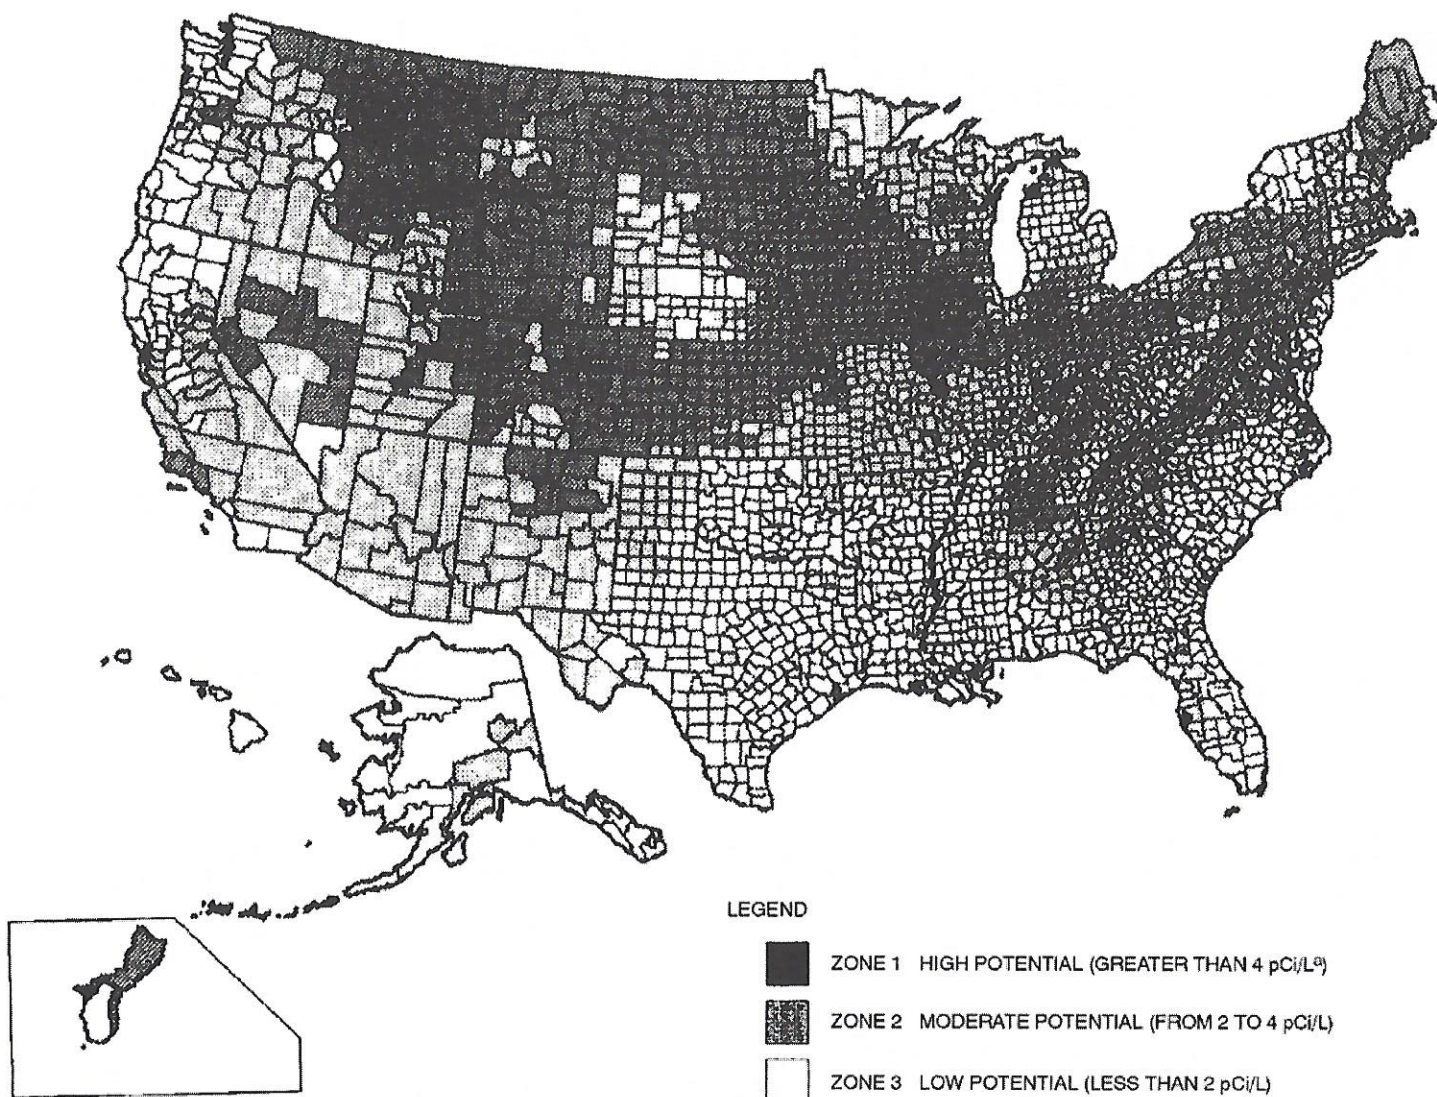 LEGEND
ZONE 1 HIGH POTENTIAL (GREATER THAN 4 pCi/Lᵃ)
ZONE 2 MODERATE POTENTIAL (FROM 2 TO 4 pCi/L)
ZONE 3 LOW POTENTIAL (LESS THAN 2 pCi/L)